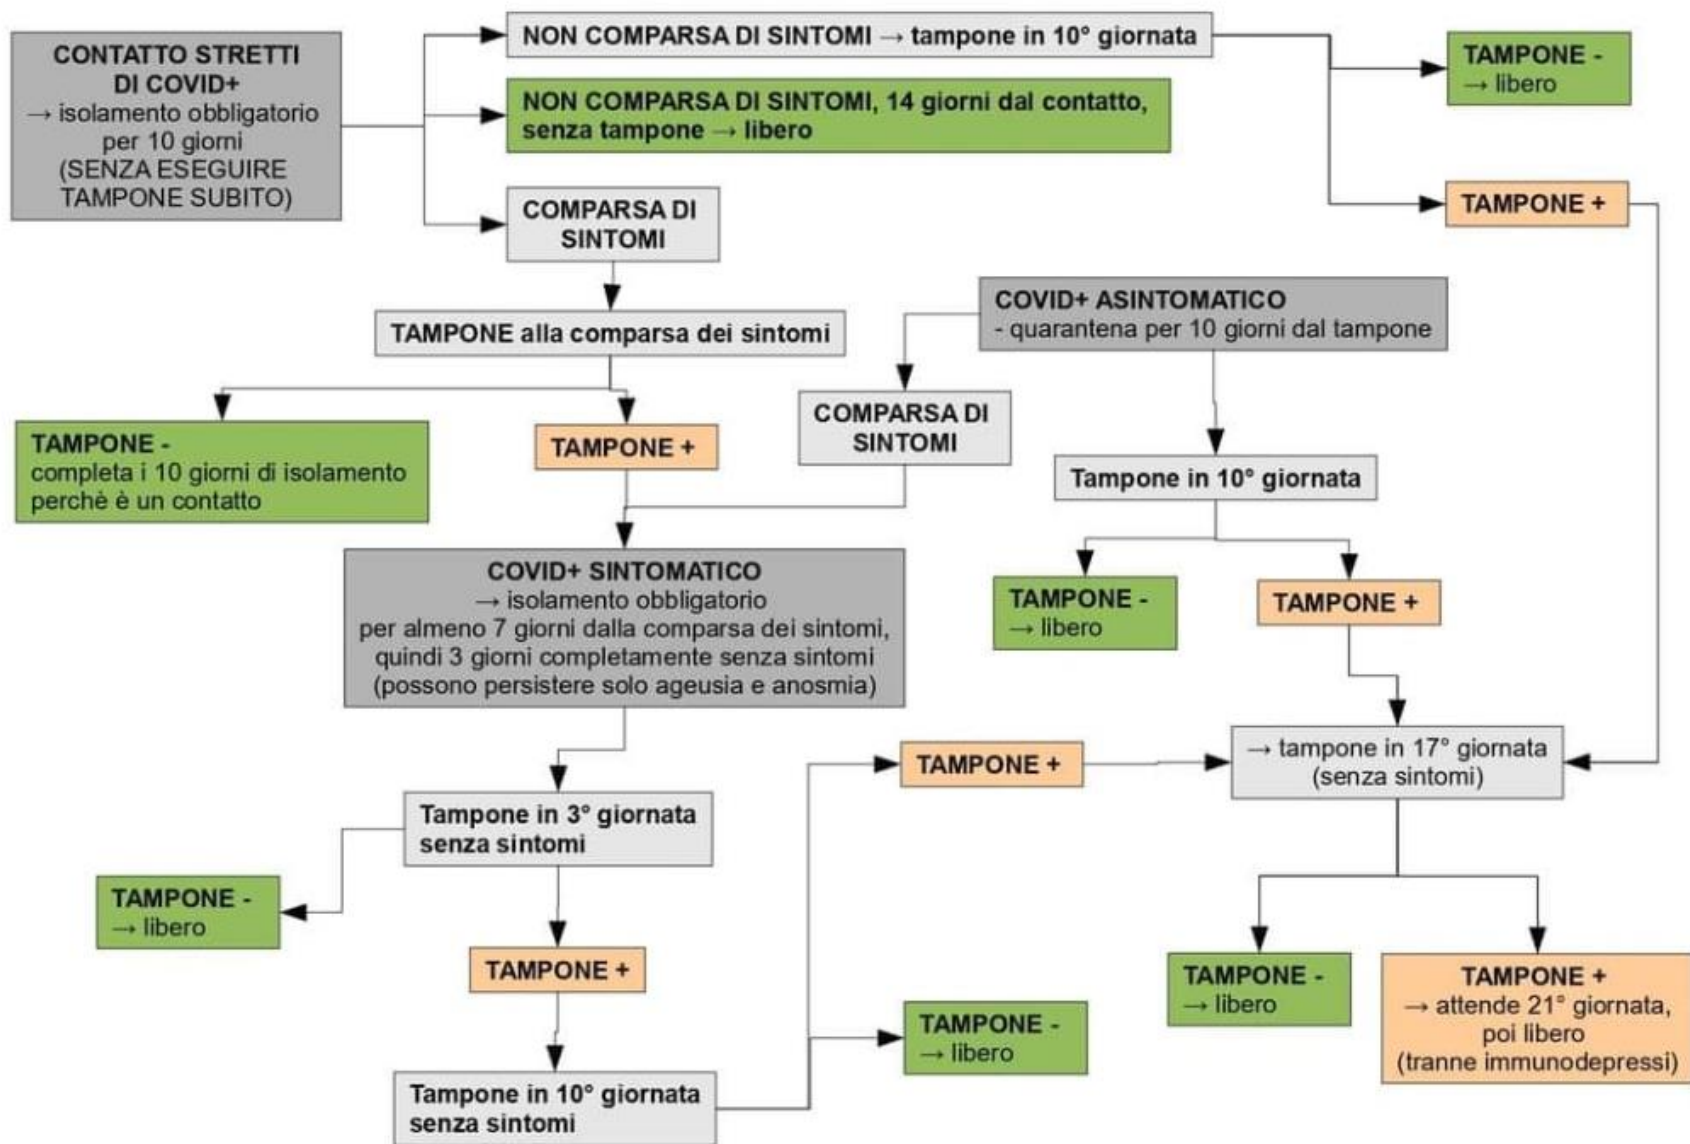 CONTATTO STRETTI
DI COVID+
→ isolamento obbligatorio
per 10 giorni
(SENZA ESEGUIRE
TAMPONE SUBITO)
NON COMPARSA DI SINTOMI → tampone in 10° giornata
TAMPONE -
→ libero
NON COMPARSA DI SINTOMI, 14 giorni dal contatto,
senza tampone → libero
TAMPONE +
COMPARSA DI
SINTOMI
TAMPONE alla comparsa dei sintomi
COVID+ ASINTOMATICO
- quarantena per 10 giorni dal tampone
TAMPONE -
completa i 10 giorni di isolamento
perchè è un contatto
TAMPONE +
COMPARSA DI
SINTOMI
Tampone in 10° giornata
COVID+ SINTOMATICO
→ isolamento obbligatorio
per almeno 7 giorni dalla comparsa dei sintomi,
quindi 3 giorni completamente senza sintomi
(possono persistere solo ageusia e anosmia)
TAMPONE -
→ libero
TAMPONE +
TAMPONE +
→ tampone in 17° giornata
(senza sintomi)
Tampone in 3° giornata
senza sintomi
TAMPONE -
→ libero
TAMPONE +
TAMPONE -
→ libero
TAMPONE -
→ libero
TAMPONE +
→ attende 21° giornata,
poi libero
(tranne immunodepressi)
Tampone in 10° giornata
senza sintomi